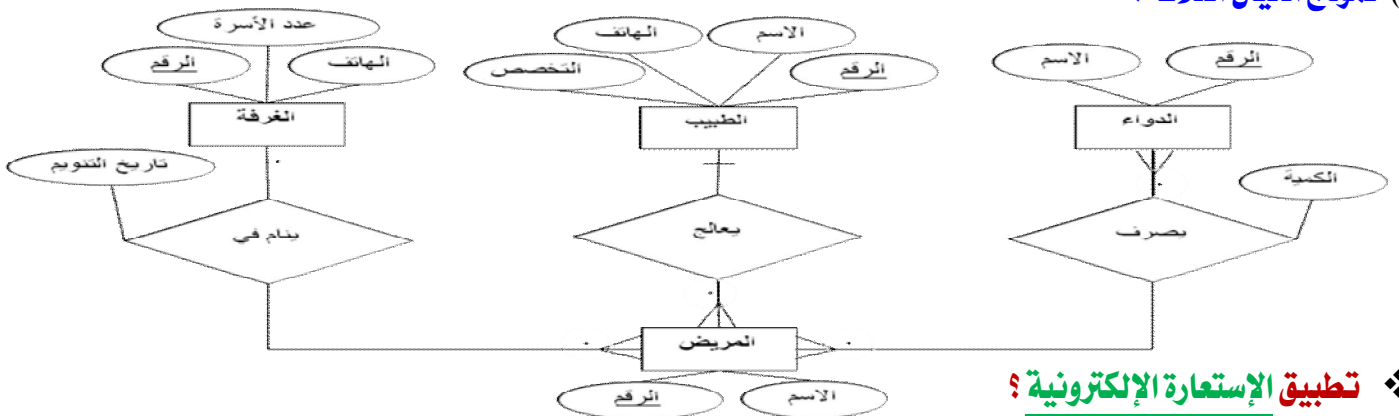 عدد الأسرة
الرقم
الهاتف
الغرفة
تاريخ التنويم
ينام في
الهاتف
الاسم
التخصص
الرقم
الطبيب
يعالج
الاسم
الرقم
الدواء
الكمية
يصرف
المريض
الرقم
الاسم
❖ تطبيق الإستعارة الإلكترونية ؟